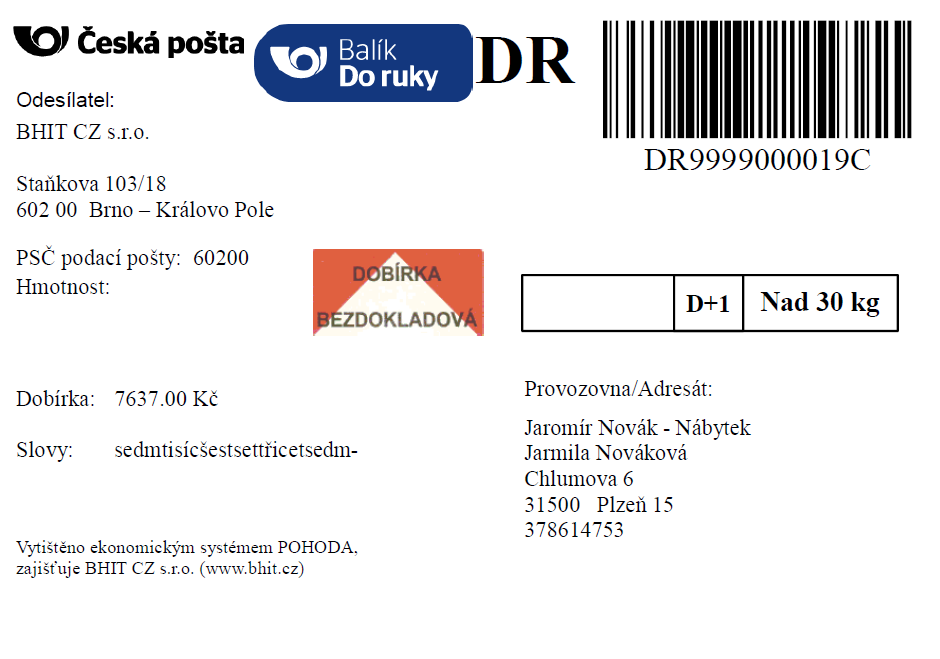 Česká pošta
Balík
Do ruky
DR
DR9999000019C
Odesílatel:
BHIT CZ s.r.o.
Staňkova 103/18
602 00  Brno – Královo Pole
PSČ podací pošty:  60200
Hmotnost:
DOBÍRKA
BEZDOKLADOVÁ
D+1
Nad 30 kg
Dobírka:   7637.00 Kč
Slovy:   sedmtisícšestsettřicetsedm-
Provozovna/Adresát:
Jaromír Novák - Nábytek
Jarmila Nováková
Chlumova 6
31500   Plzeň 15
378614753
Vytištěno ekonomickým systémem POHODA,
zajišťuje BHIT CZ s.r.o. (www.bhit.cz)